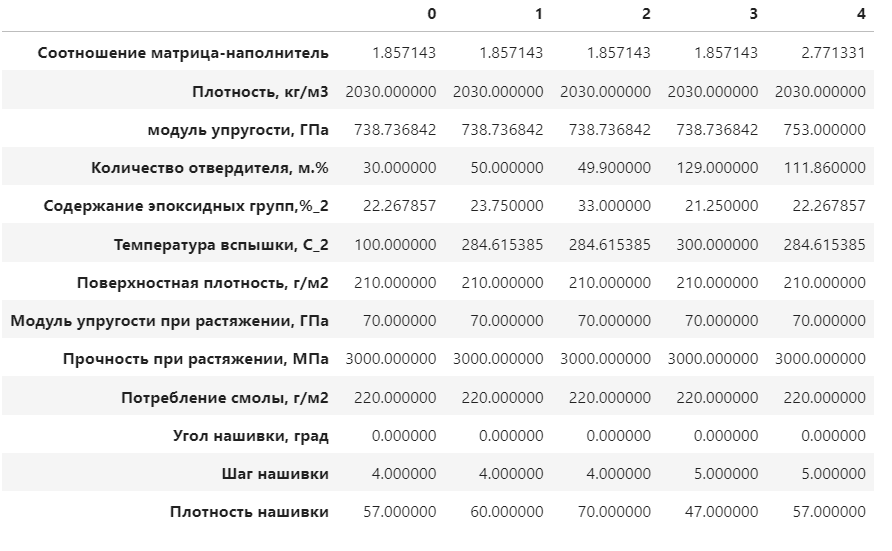 0 1 2 3 4
Соотношение матрица-наполнитель 1.857143 1.857143 1.857143 1.857143 2.771331
Плотность, кг/м3 2030.000000 2030.000000 2030.000000 2030.000000 2030.000000
модуль упругости, ГПа 738.736842 738.736842 738.736842 738.736842 753.000000
Количество отвердителя, м.% 30.000000 50.000000 49.900000 129.000000 111.860000
Содержание эпоксидных групп,%_2 22.267857 23.750000 33.000000 21.250000 22.267857
Температура вспышки, С_2 100.000000 284.615385 284.615385 300.000000 284.615385
Поверхностная плотность, г/м2 210.000000 210.000000 210.000000 210.000000 210.000000
Модуль упругости при растяжении, ГПа 70.000000 70.000000 70.000000 70.000000 70.000000
Прочность при растяжении, МПа 3000.000000 3000.000000 3000.000000 3000.000000 3000.000000
Потребление смолы, г/м2 220.000000 220.000000 220.000000 220.000000 220.000000
Угол нашивки, град 0.000000 0.000000 0.000000 0.000000 0.000000
Шаг нашивки 4.000000 4.000000 4.000000 5.000000 5.000000
Плотность нашивки 57.000000 60.000000 70.000000 47.000000 57.000000